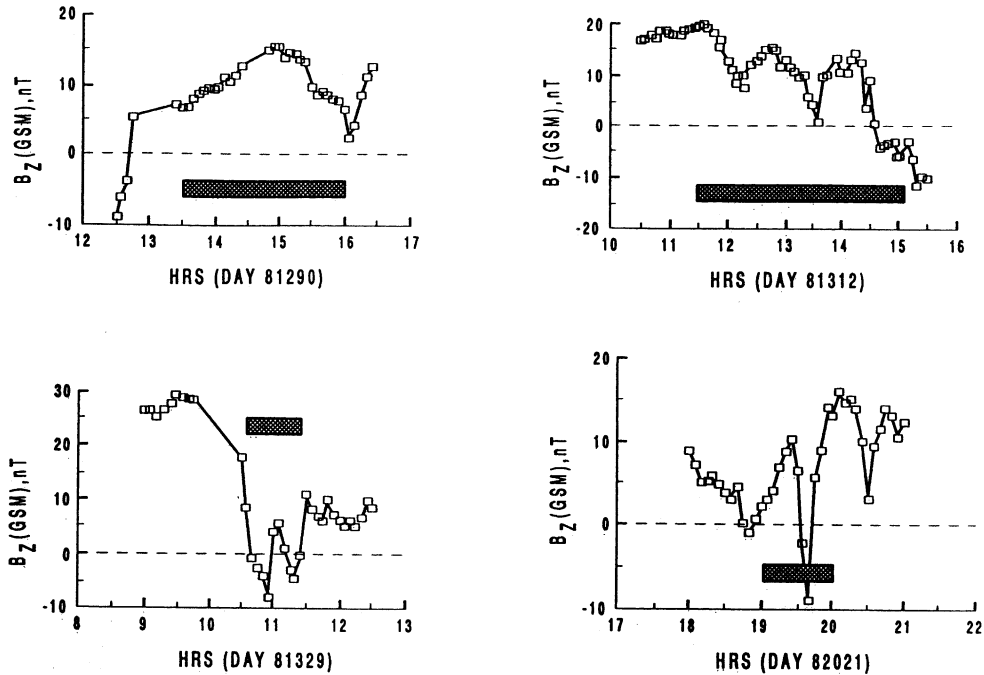 20
10
0
-10
B_Z(GSM),nT
12 13 14 15 16 17
HRS (DAY 81290)
20
10
0
-10
-20
B_Z(GSM),nT
10 11 12 13 14 15 16
HRS (DAY 81312)
30
20
10
0
-10
B_Z(GSM),nT
8 9 10 11 12 13
HRS (DAY 81329)
20
10
0
-10
B_Z(GSM),nT
17 18 19 20 21 22
HRS (DAY 82021)